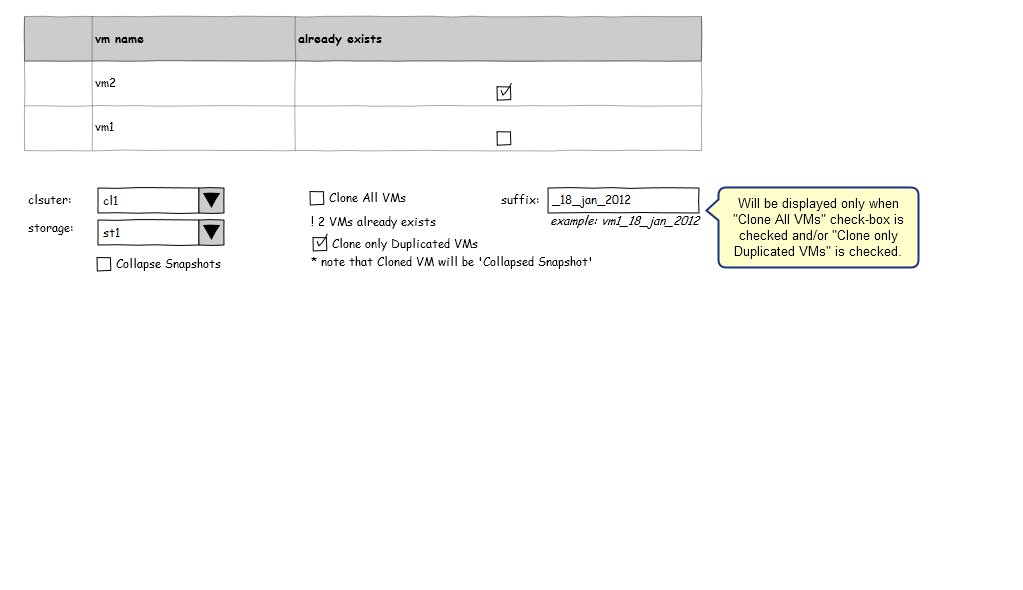 vm name already exists
vm2
vm1
clsuter: cl1
storage: st1
Collapse Snapshots
Clone All VMs
! 2 VMs already exists
Clone only Duplicated VMs
* note that Cloned VM will be 'Collapsed Snapshot'
suffix: _18_jan_2012
example: vm1_18_jan_2012
Will be displayed only when
"Clone All VMs" check-box is
checked and/or "Clone only
Duplicated VMs" is checked.